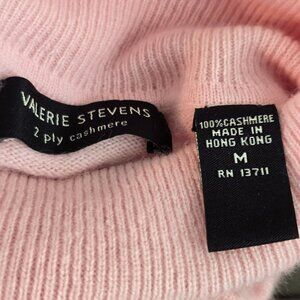 VALERIE STEVENS
2 ply cashmere
100% CASHMERE
MADE IN
HONG KONG
M
RN 13711